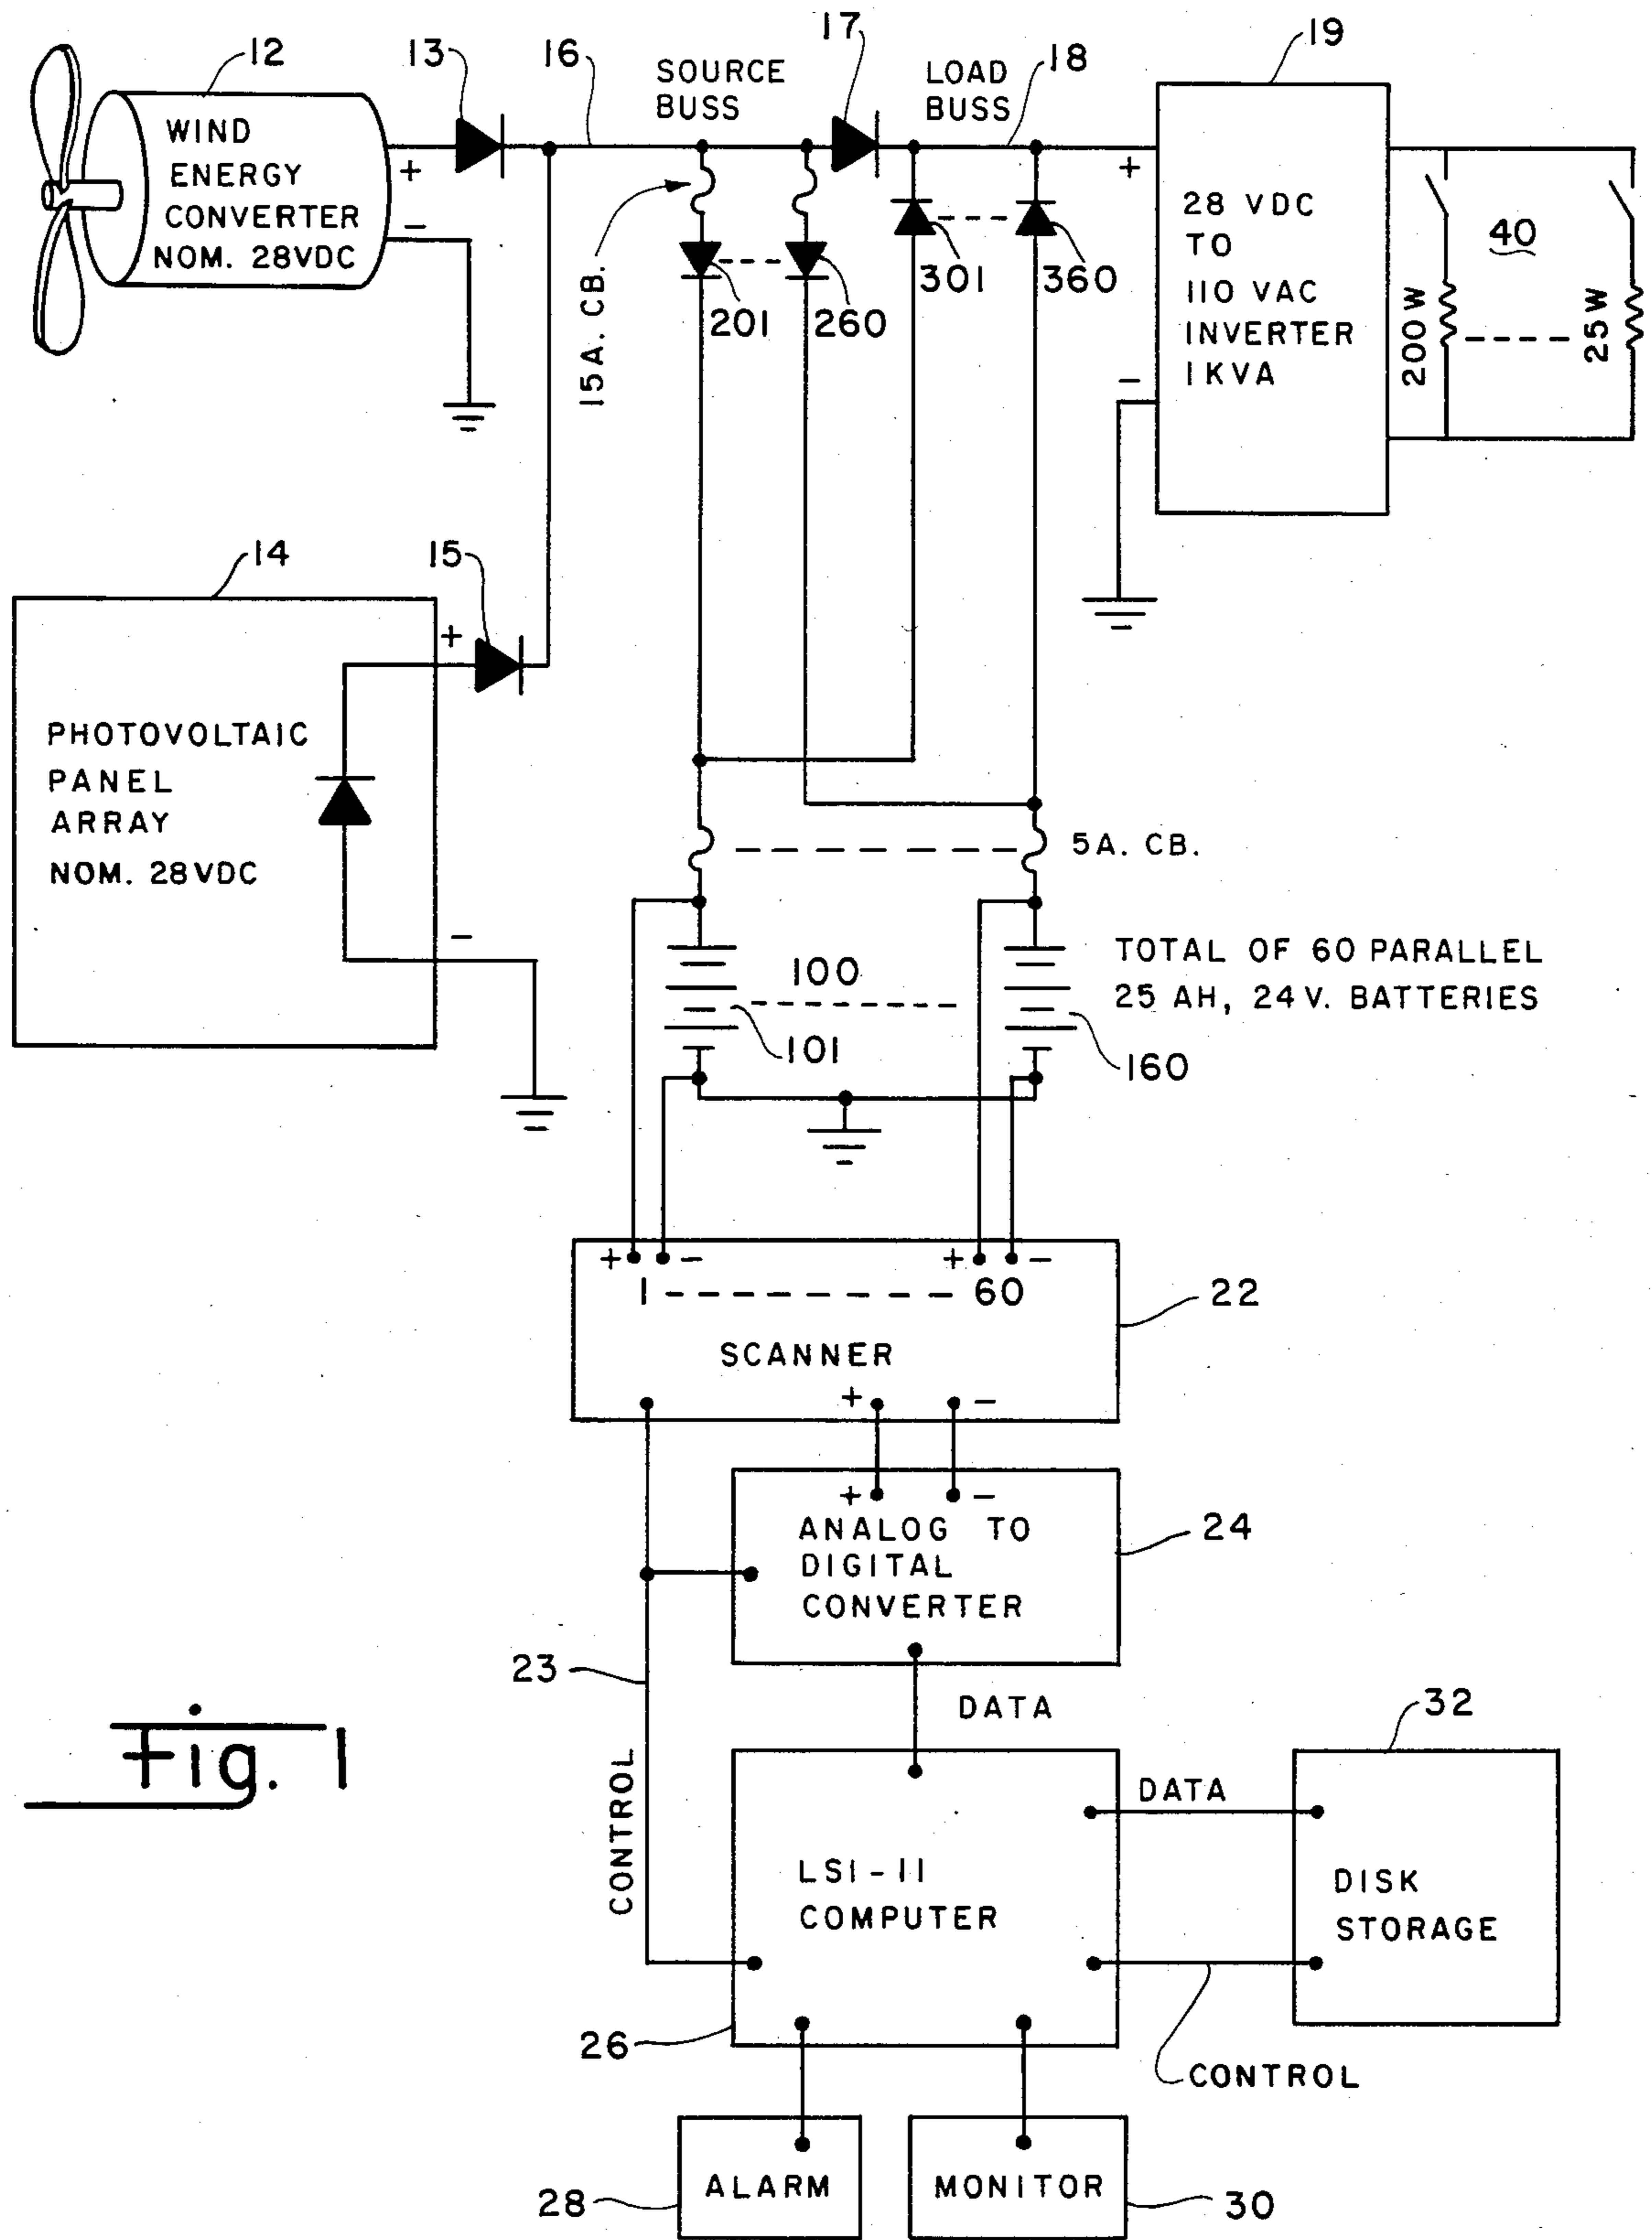 12
13
16
SOURCE
BUSS
17
LOAD
BUSS
18
19
WIND
ENERGY
CONVERTER
NOM. 28VDC
+
−
15A. CB.
201
260
301
360
+
−
28 VDC
TO
110 VAC
INVERTER
1 KVA
40
200W
25W
14
15
+
−
PHOTOVOLTAIC
PANEL
ARRAY
NOM. 28VDC
5A. CB.
100
101
160
TOTAL OF 60 PARALLEL
25 AH, 24 V. BATTERIES
+ − + −
1 60
SCANNER
22
+ −
+ −
ANALOG TO
DIGITAL
CONVERTER
24
23
DATA
CONTROL
LSI-11
COMPUTER
26
DATA
32
DISK
STORAGE
CONTROL
ALARM
28
MONITOR
30
Fig. 1